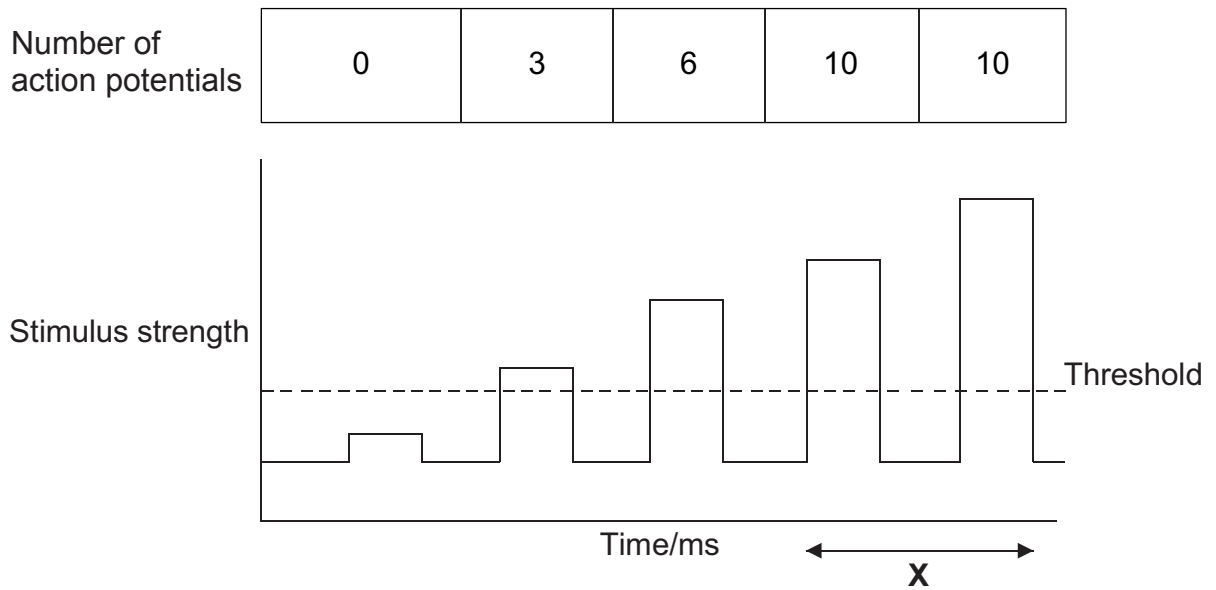 Number of
action potentials
0 3 6 10 10
Stimulus strength
Threshold
Time/ms
X